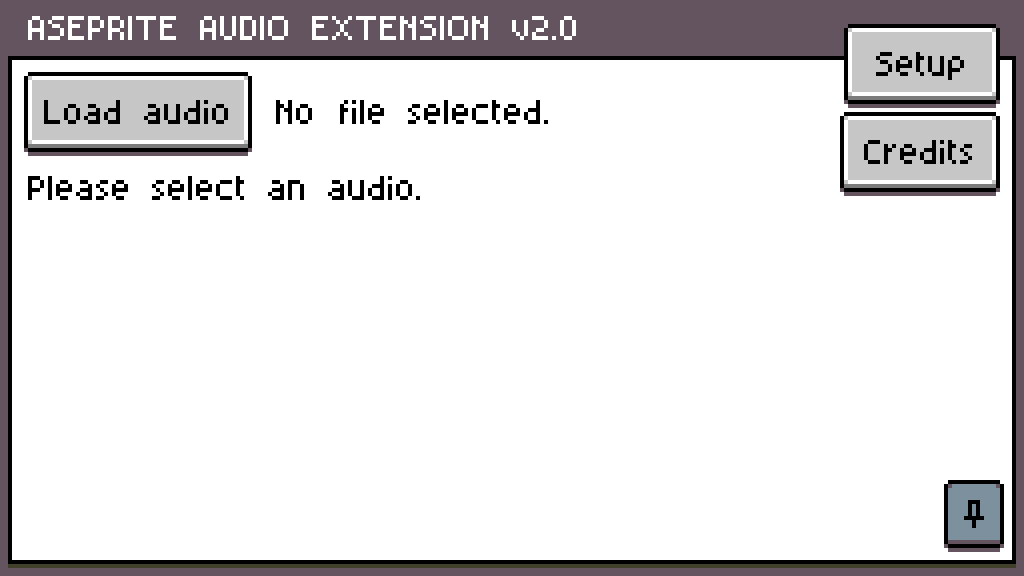 ASEPRITE AUDIO EXTENSION v2.0
Setup
Load audio No file selected.
Credits
Please select an audio.